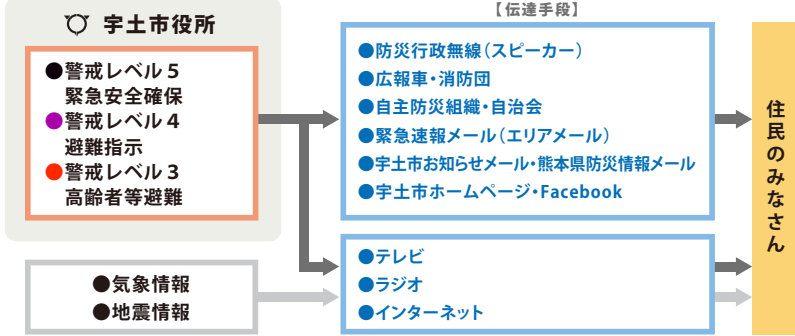 【伝達手段】
宇土市役所
●警戒レベル5
緊急安全確保
●警戒レベル4
避難指示
●警戒レベル3
高齢者等避難
●気象情報
●地震情報
●防災行政無線（スピーカー）
●広報車・消防団
●自主防災組織・自治会
●緊急速報メール（エリアメール）
●宇土市お知らせメール・熊本県防災情報メール
●宇土市ホームページ・Facebook
●テレビ
●ラジオ
●インターネット
住民のみなさん